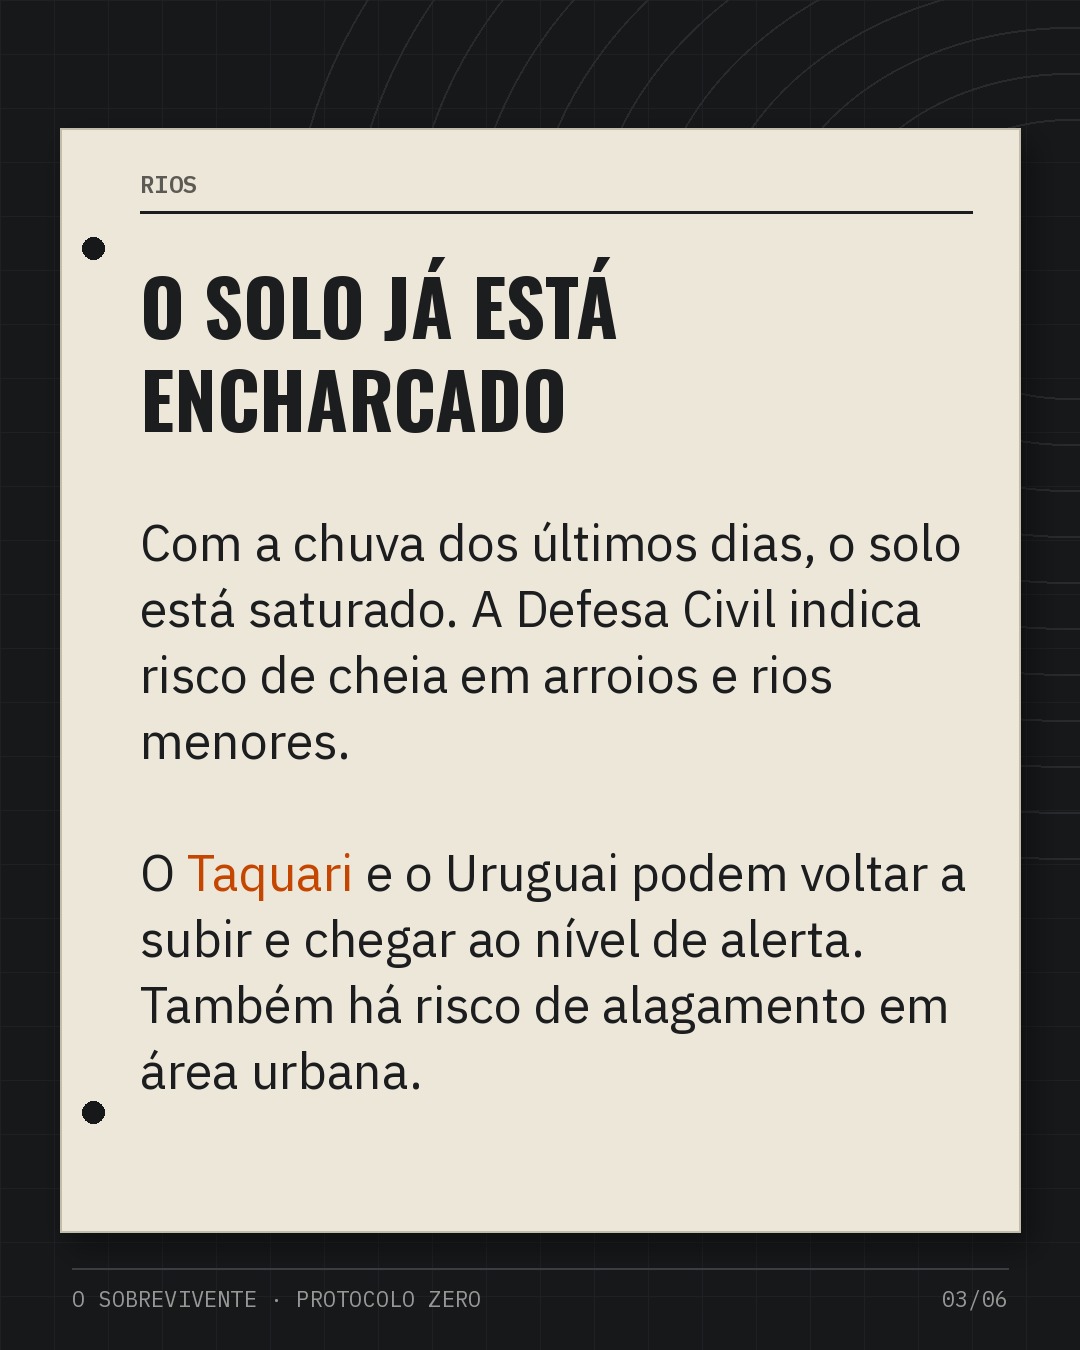 RIOS
O SOLO JÁ ESTÁ
ENCHARCADO
Com a chuva dos últimos dias, o solo
está saturado. A Defesa Civil indica
risco de cheia em arroios e rios
menores.
O Taquari e o Uruguai podem voltar a
subir e chegar ao nível de alerta.
Também há risco de alagamento em
área urbana.
O SOBREVIVENTE · PROTOCOLO ZERO
03/06